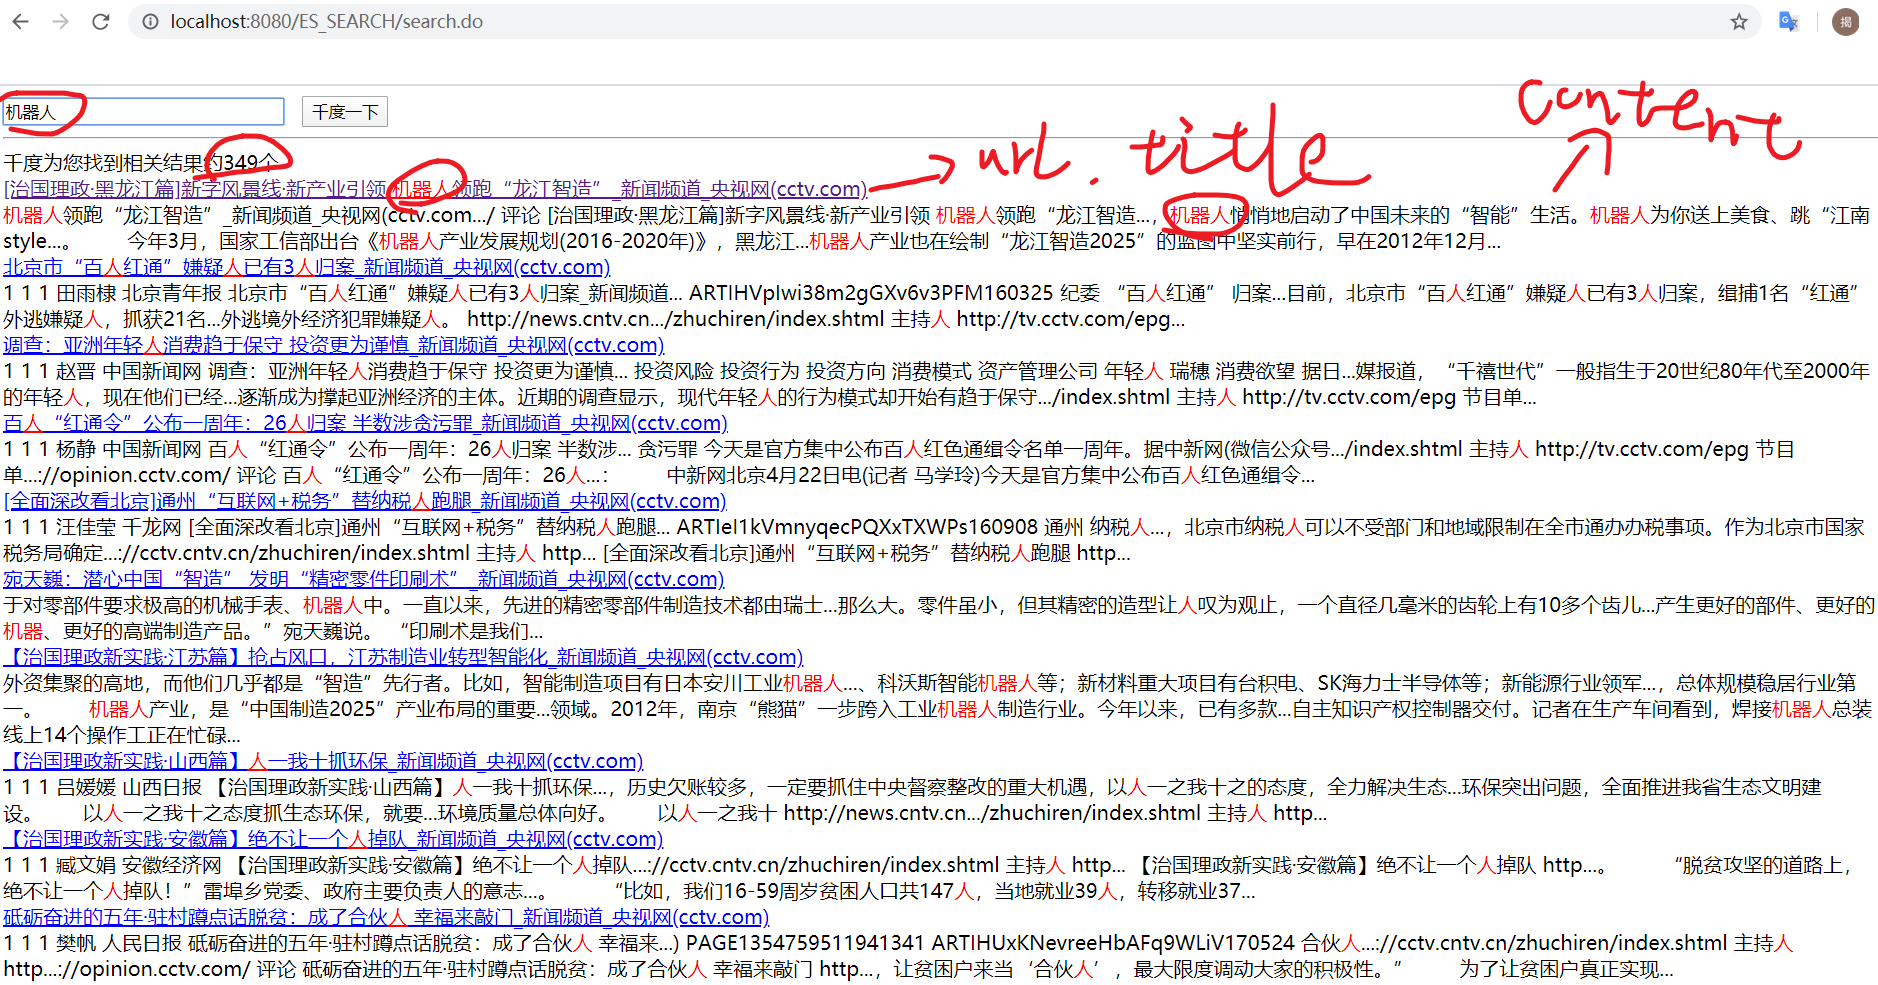 localhost:8080/ES_SEARCH/search.do
揭
content
机器人 千度一下
url. title
千度为您找到相关结果约349个
[治国理政·黑龙江篇]新字风景线·新产业引领 机器人领跑“龙江智造”_新闻频道_央视网(cctv.com)
机器人领跑“龙江智造” _新闻频道_央视网(cctv.com.../ 评论 [治国理政·黑龙江篇]新字风景线·新产业引领 机器人领跑“龙江智造...，机器人悄悄地启动了中国未来的“智能”生活。机器人为你送上美食、跳“江南
style...。 今年3月，国家工信部出台《机器人产业发展规划(2016-2020年)》，黑龙江...机器人产业也在绘制“龙江智造2025”的蓝图中坚实前行，早在2012年12月...
北京市“百人红通”嫌疑人已有3人归案_新闻频道_央视网(cctv.com)
1 1 1 田雨棣 北京青年报 北京市“百人红通”嫌疑人已有3人归案_新闻频道... ARTIHVpIwi38m2gGXv6v3PFM160325 纪委 “百人红通” 归案...目前，北京市“百人红通”嫌疑人已有3人归案，缉捕1名“红通”
外逃嫌疑人，抓获21名...外逃境外经济犯罪嫌疑人。 http://news.cntv.cn.../zhuchiren/index.shtml 主持人 http://tv.cctv.com/epg...
调查：亚洲年轻人消费趋于保守 投资更为谨慎_新闻频道_央视网(cctv.com)
1 1 1 赵晋 中国新闻网 调查：亚洲年轻人消费趋于保守 投资更为谨慎... 投资风险 投资行为 投资方向 消费模式 资产管理公司 年轻人 瑞穗 消费欲望 据日...媒报道，“千禧世代”一般指生于20世纪80年代至2000年
的年轻人，现在他们已经...逐渐成为撑起亚洲经济的主体。近期的调查显示，现代年轻人的行为模式却开始有趋于保守.../index.shtml 主持人 http://tv.cctv.com/epg 节目单...
百人“红通令”公布一周年：26人归案 半数涉贪污罪_新闻频道_央视网(cctv.com)
1 1 1 杨静 中国新闻网 百人“红通令”公布一周年：26人归案 半数涉... 贪污罪 今天是官方集中公布百人红色通缉令名单一周年。据中新网(微信公众号.../index.shtml 主持人 http://tv.cctv.com/epg 节目
单...://opinion.cctv.com/ 评论 百人“红通令”公布一周年：26人...： 中新网北京4月22日电(记者 马学玲)今天是官方集中公布百人红色通缉令...
[全面深改看北京]通州“互联网+税务”替纳税人跑腿_新闻频道_央视网(cctv.com)
1 1 1 汪佳莹 千龙网 [全面深改看北京]通州“互联网+税务”替纳税人跑腿... ARTIeI1kVmnyqecPQXxTXWPs160908 通州 纳税人...，北京市纳税人可以不受部门和地域限制在全市通办办税事项。作为北京市国家
税务局确定...://cctv.cntv.cn/zhuchiren/index.shtml 主持人 http... [全面深改看北京]通州“互联网+税务”替纳税人跑腿 http...
宛天巍：潜心中国“智造” 发明“精密零件印刷术”_新闻频道_央视网(cctv.com)
于对零部件要求极高的机械手表、机器人中。一直以来，先进的精密零部件制造技术都由瑞士...那么大。零件虽小，但其精密的造型让人叹为观止，一个直径几毫米的齿轮上有10多个齿儿...产生更好的部件、更好的
机器、更好的高端制造产品。”宛天巍说。 “印刷术是我们...
【治国理政新实践·江苏篇】抢占风口，江苏制造业转型智能化_新闻频道_央视网(cctv.com)
外资集聚的高地，而他们几乎都是“智造”先行者。比如，智能制造项目有日本安川工业机器人...、科沃斯智能机器人等；新材料重大项目有台积电、SK海力士半导体等；新能源行业领军...，总体规模稳居行业第
一。 机器人产业，是“中国制造2025”产业布局的重要...领域。2012年，南京“熊猫”一步跨入工业机器人制造行业。今年以来，已有多款...自主知识产权控制器交付。记者在生产车间看到，焊接机器人总装
线上14个操作工正在忙碌...
【治国理政新实践·山西篇】人一我十抓环保_新闻频道_央视网(cctv.com)
1 1 1 吕媛媛 山西日报 【治国理政新实践·山西篇】人一我十抓环保...，历史欠账较多，一定要抓住中央督察整改的重大机遇，以人一之我十之的态度，全力解决生态...环保突出问题，全面推进我省生态文明建
设。 以人一之我十之态度抓生态环保，就要...环境质量总体向好。 以人一之我十 http://news.cntv.cn.../zhuchiren/index.shtml 主持人 http...
【治国理政新实践·安徽篇】绝不让一个人掉队_新闻频道_央视网(cctv.com)
1 1 1 臧文娟 安徽经济网 【治国理政新实践·安徽篇】绝不让一个人掉队...://cctv.cntv.cn/zhuchiren/index.shtml 主持人 http... 【治国理政新实践·安徽篇】绝不让一个人掉队 http...。 “脱贫攻坚的道路上，
绝不让一个人掉队！”雷埠乡党委、政府主要负责人的意志...。 “比如，我们16-59周岁贫困人口共147人，当地就业39人，转移就业37...
砥砺奋进的五年·驻村蹲点话脱贫：成了合伙人 幸福来敲门_新闻频道_央视网(cctv.com)
1 1 1 樊帆 人民日报 砥砺奋进的五年·驻村蹲点话脱贫：成了合伙人 幸福来...) PAGE1354759511941341 ARTIHUxKNevreeHbAFq9WLiV170524 合伙人...://cctv.cntv.cn/zhuchiren/index.shtml 主持人
http...://opinion.cctv.com/ 评论 砥砺奋进的五年·驻村蹲点话脱贫：成了合伙人 幸福来敲门 http...，让贫困户来当‘合伙人’，最大限度调动大家的积极性。” 为了让贫困户真正实现...